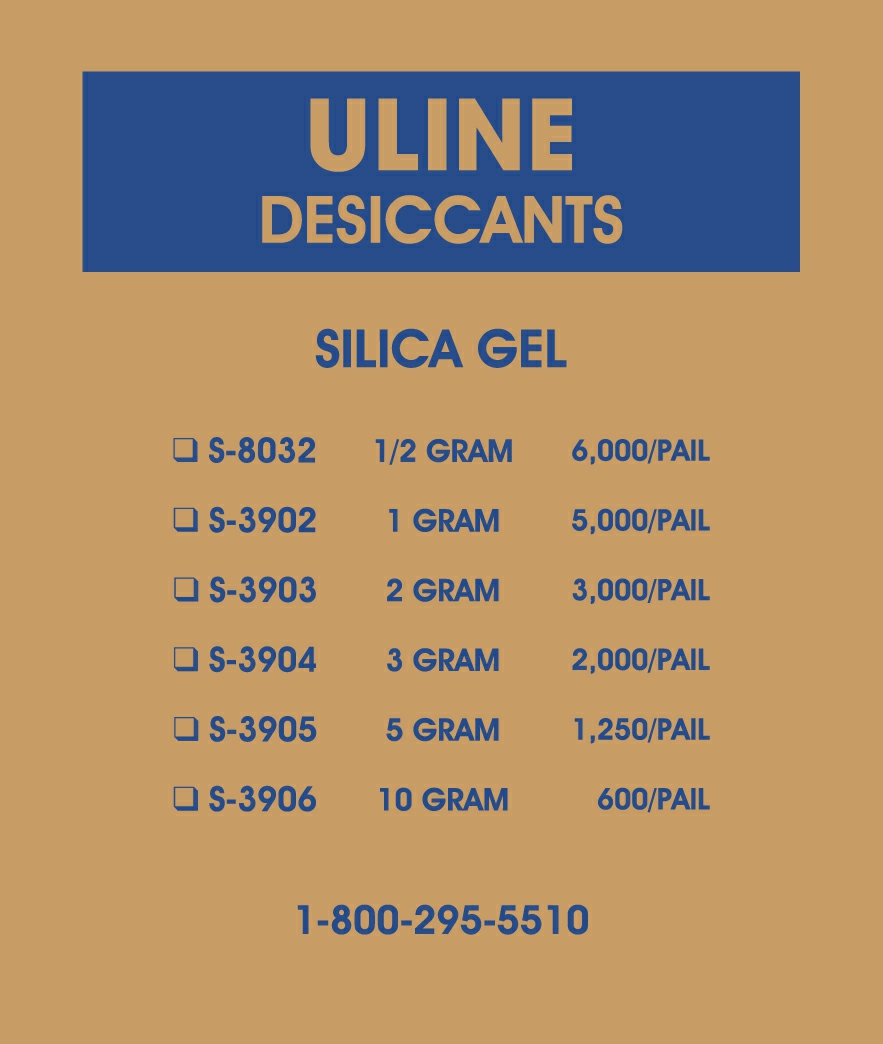 ULINE
DESICCANTS
SILICA GEL
❑ S-8032 1/2 GRAM 6,000/PAIL
❑ S-3902 1 GRAM 5,000/PAIL
❑ S-3903 2 GRAM 3,000/PAIL
❑ S-3904 3 GRAM 2,000/PAIL
❑ S-3905 5 GRAM 1,250/PAIL
❑ S-3906 10 GRAM 600/PAIL
1-800-295-5510